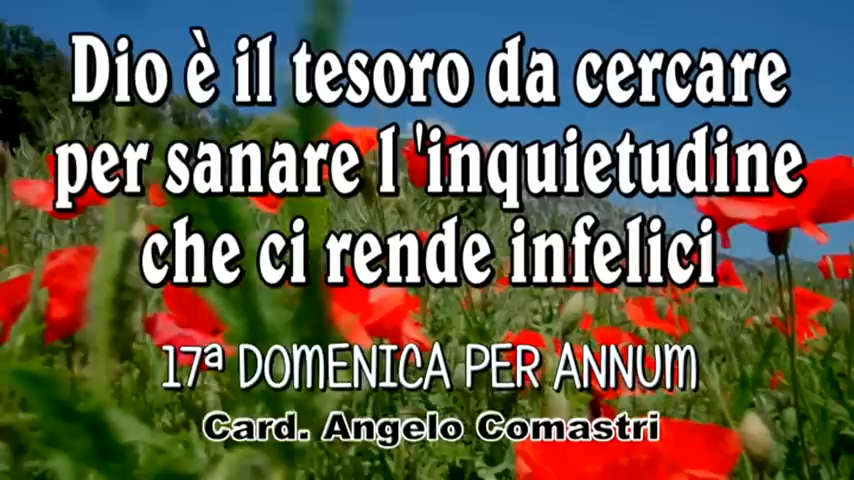 Dio è il tesoro da cercare
per sanare l 'inquietudine
che ci rende infelici
17ª DOMENICA PER ANNUM
Card. Angelo Comastri